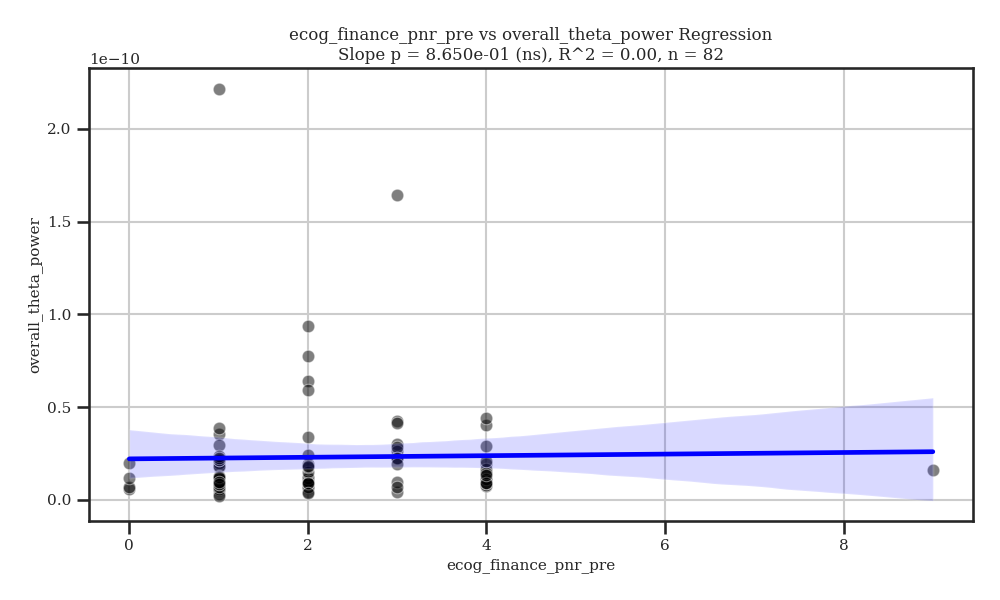 ecog_finance_pnr_pre vs overall_theta_power Regression
Slope p = 8.650e-01 (ns), R^2 = 0.00, n = 82
1e−10
2.0
1.5
1.0
0.5
0.0
overall_theta_power
0 2 4 6 8
ecog_finance_pnr_pre